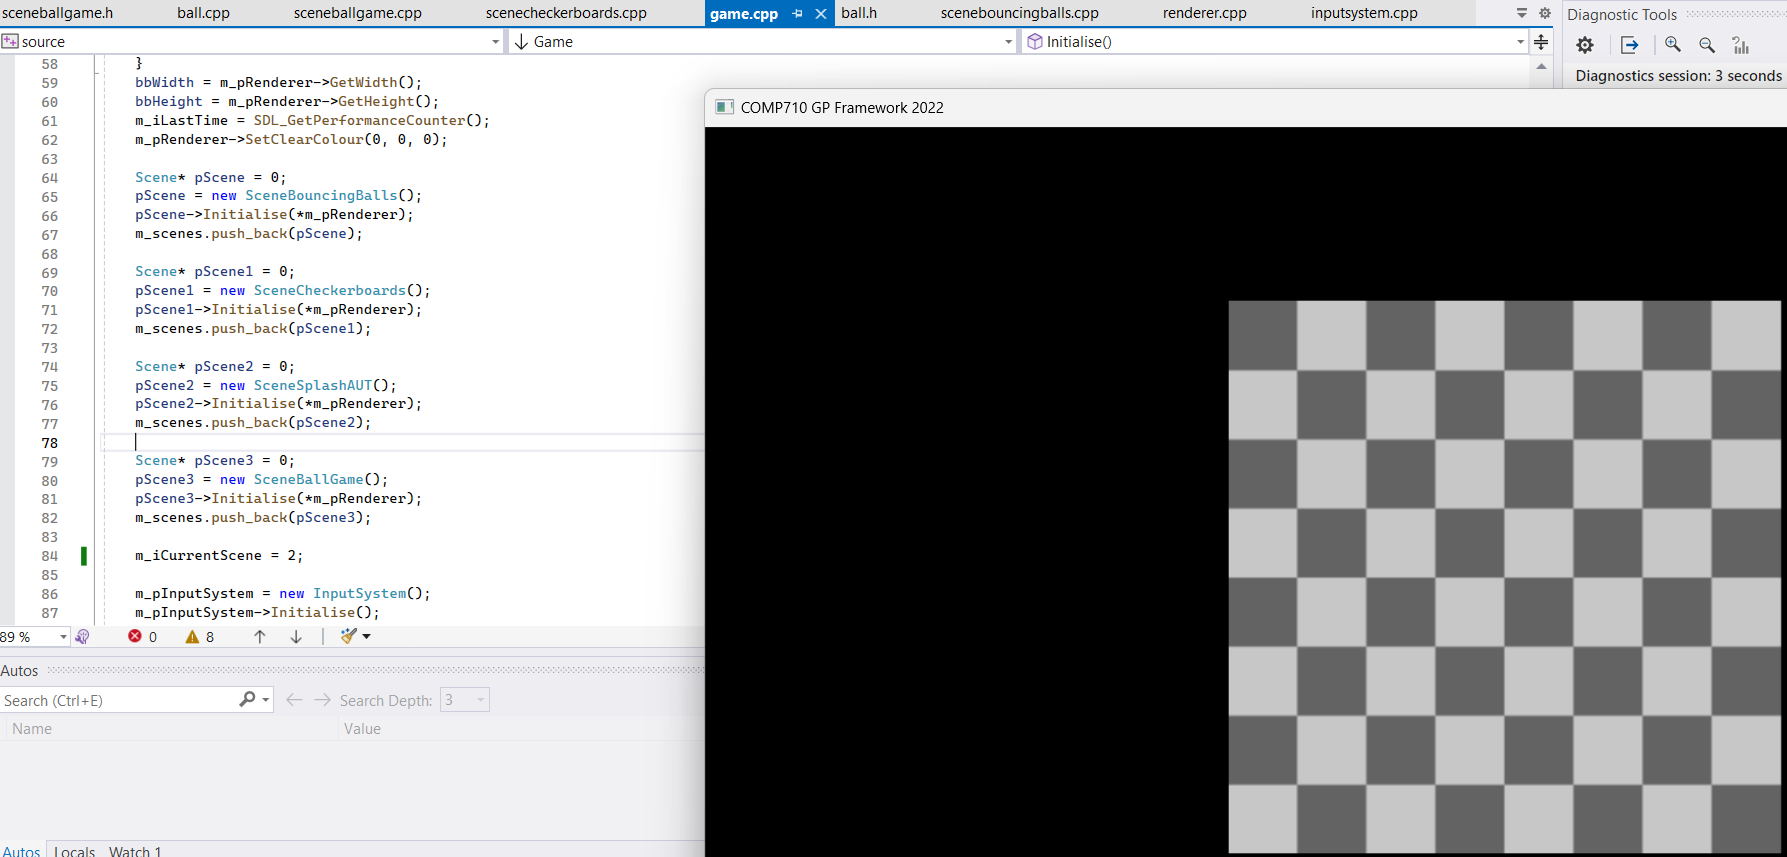 sceneballgame.h ball.cpp sceneballgame.cpp scenecheckerboards.cpp game.cpp ball.h scenebouncingballs.cpp renderer.cpp inputsystem.cpp
Diagnostic Tools
source Game Initialise()
Diagnostics session: 3 seconds
COMP710 GP Framework 2022
58 }
59 bbWidth = m_pRenderer->GetWidth();
60 bbHeight = m_pRenderer->GetHeight();
61 m_iLastTime = SDL_GetPerformanceCounter();
62 m_pRenderer->SetClearColour(0, 0, 0);
63
64 Scene* pScene = 0;
65 pScene = new SceneBouncingBalls();
66 pScene->Initialise(*m_pRenderer);
67 m_scenes.push_back(pScene);
68
69 Scene* pScene1 = 0;
70 pScene1 = new SceneCheckerboards();
71 pScene1->Initialise(*m_pRenderer);
72 m_scenes.push_back(pScene1);
73
74 Scene* pScene2 = 0;
75 pScene2 = new SceneSplashAUT();
76 pScene2->Initialise(*m_pRenderer);
77 m_scenes.push_back(pScene2);
78
79 Scene* pScene3 = 0;
80 pScene3 = new SceneBallGame();
81 pScene3->Initialise(*m_pRenderer);
82 m_scenes.push_back(pScene3);
83
84 m_iCurrentScene = 2;
85
86 m_pInputSystem = new InputSystem();
87 m_pInputSystem->Initialise();
89 % 0 8
Autos
Search (Ctrl+E) Search Depth: 3
Name Value
Autos Locals Watch 1